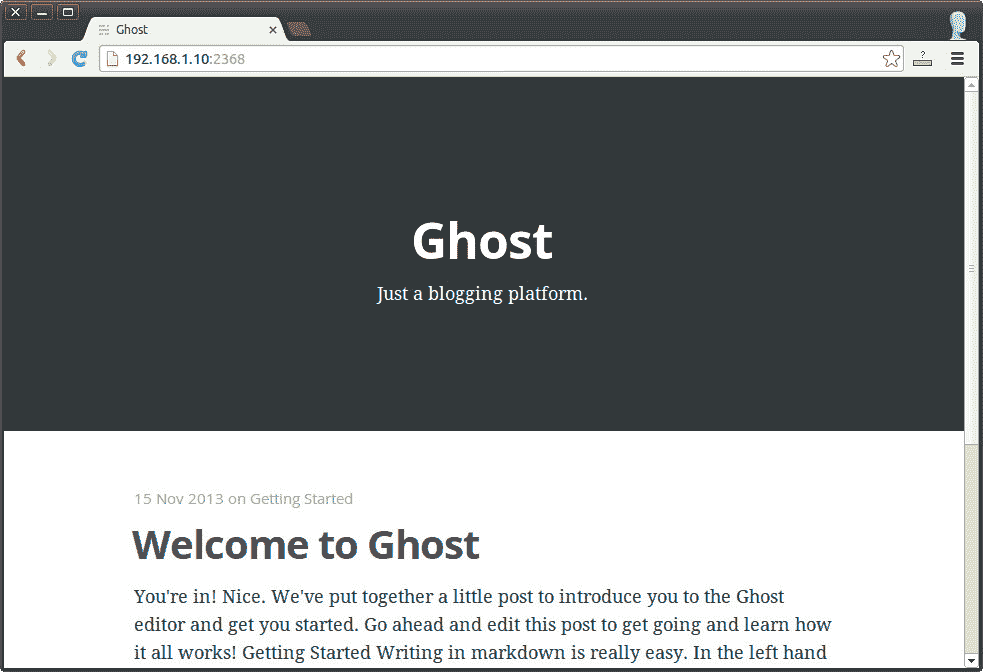 Ghost
192.168.1.10:2368
?
Ghost
Just a blogging platform.
15 Nov 2013 on Getting Started
Welcome to Ghost
You're in! Nice. We've put together a little post to introduce you to the Ghost
editor and get you started. Go ahead and edit this post to get going and learn how
it all works! Getting Started Writing in markdown is really easy. In the left hand